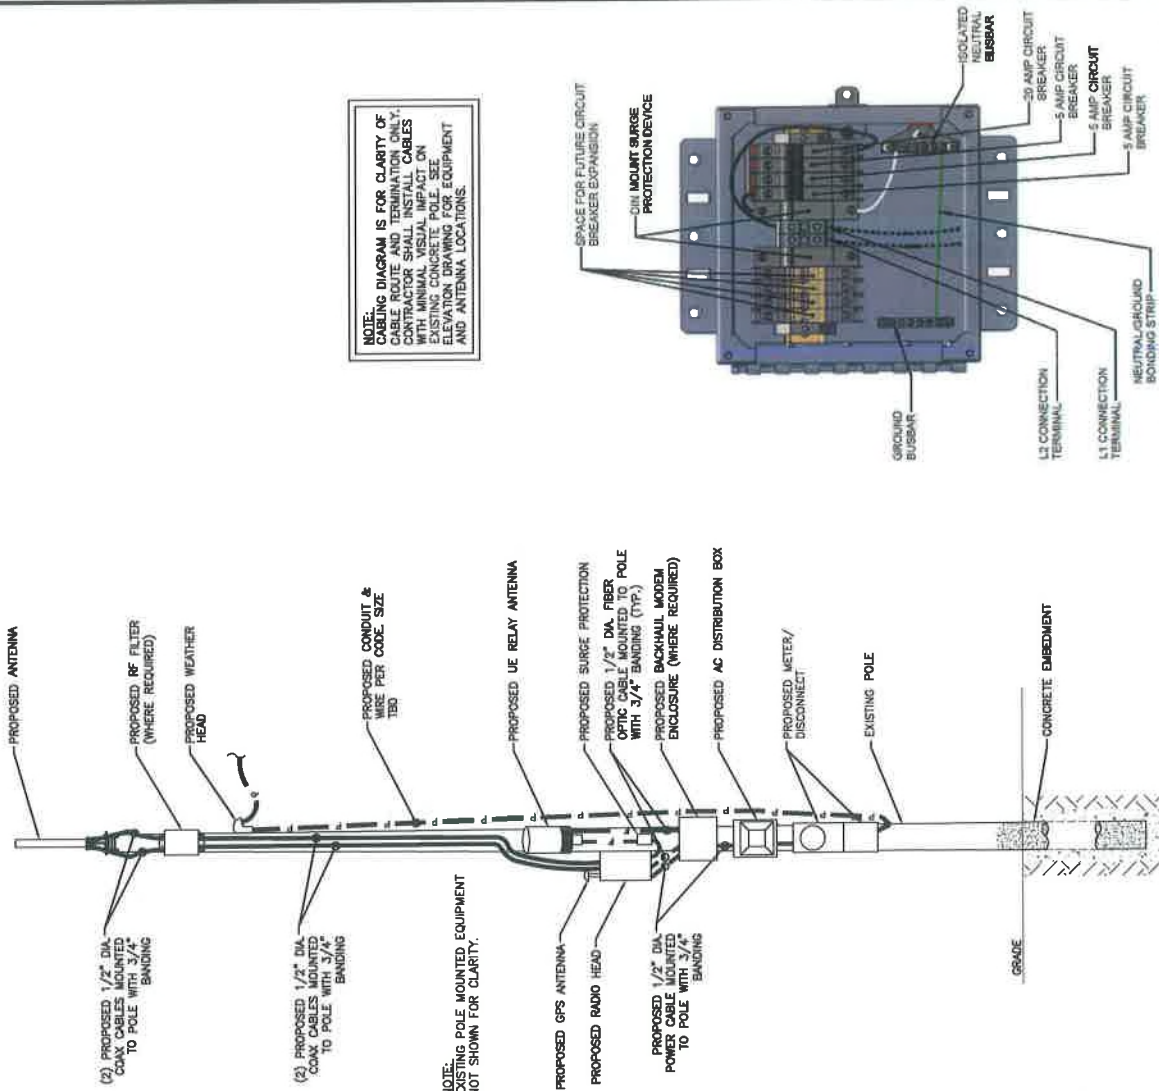 NOTE:
CABLING DIAGRAM IS FOR CLARITY OF
CABLE ROUTE AND TERMINATION ONLY.
CONTRACTOR SHALL INSTALL CABLES
WITH MINIMAL VISUAL IMPACT ON
EXISTING CONCRETE POLE. SEE
ELEVATION DRAWING FOR EQUIPMENT
AND ANTENNA LOCATIONS.
PROPOSED ANTENNA
PROPOSED RF FILTER
(WHERE REQUIRED)
PROPOSED WEATHER
HEAD
PROPOSED CONDUIT &
WIRE PER CODE. SIZE
TBD
PROPOSED UE RELAY ANTENNA
PROPOSED SURGE PROTECTION
PROPOSED 1/2" DIA. FIBER
OPTIC CABLE MOUNTED TO POLE
WITH 3/4" BANDING (TYP.)
PROPOSED BACKHAUL MODEM
ENCLOSURE (WHERE REQUIRED)
PROPOSED AC DISTRIBUTION BOX
PROPOSED METER/
DISCONNECT
EXISTING POLE
CONCRETE EMBEDMENT
(2) PROPOSED 1/2" DIA.
COAX CABLES MOUNTED
TO POLE WITH 3/4"
BANDING
(2) PROPOSED 1/2" DIA.
COAX CABLES MOUNTED
TO POLE WITH 3/4"
BANDING
NOTE:
EXISTING POLE MOUNTED EQUIPMENT
NOT SHOWN FOR CLARITY.
PROPOSED GPS ANTENNA
PROPOSED RADIO HEAD
PROPOSED 1/2" DIA.
POWER CABLE MOUNTED
TO POLE WITH 3/4"
BANDING
GRADE
P
P
P
P
P
P
P
P
P
SPACE FOR FUTURE CIRCUIT
BREAKER EXPANSION
DIN MOUNT SURGE
PROTECTION DEVICE
ISOLATED
NEUTRAL
BUSBAR
20 AMP CIRCUIT
BREAKER
5 AMP CIRCUIT
BREAKER
5 AMP CIRCUIT
BREAKER
5 AMP CIRCUIT
BREAKER
GROUND
BUSBAR
L2 CONNECTION
TERMINAL
L1 CONNECTION
TERMINAL
NEUTRAL/GROUND
BONDING STRIP